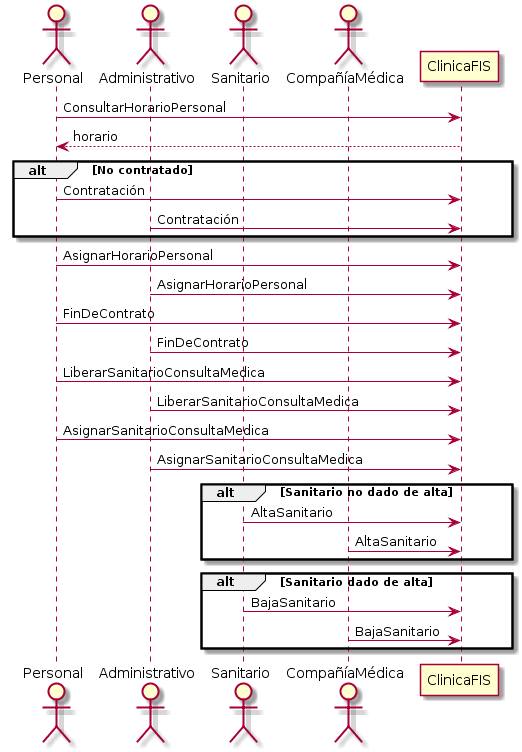 Personal Administrativo Sanitario CompañíaMédica ClinicaFIS
ConsultarHorarioPersonal
horario
alt [No contratado]
Contratación
Contratación
AsignarHorarioPersonal
AsignarHorarioPersonal
FinDeContrato
FinDeContrato
LiberarSanitarioConsultaMedica
LiberarSanitarioConsultaMedica
AsignarSanitarioConsultaMedica
AsignarSanitarioConsultaMedica
alt [Sanitario no dado de alta]
AltaSanitario
AltaSanitario
alt [Sanitario dado de alta]
BajaSanitario
BajaSanitario
Personal Administrativo Sanitario CompañíaMédica ClinicaFIS